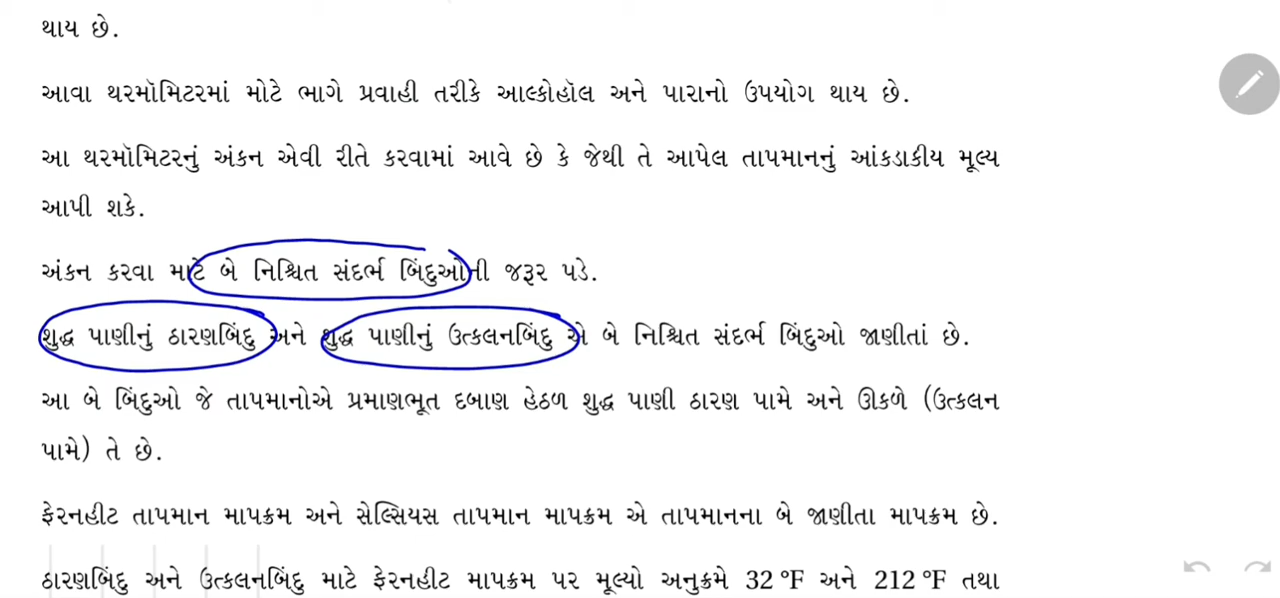 થાય છે.
આવા થરમૉમિટરમાં મોટે ભાગે પ્રવાહી તરીકે આલ્કોહૉલ અને પારાનો ઉપયોગ થાય છે.
આ થરમૉમિટરનું અંકન એવી રીતે કરવામાં આવે છે કે જેથી તે આપેલ તાપમાનનું આંકડાકીય મૂલ્ય
આપી શકે.
અંકન કરવા માટે બે નિશ્ચિત સંદર્ભ બિંદુઓની જરૂર પડે.
શુદ્ધ પાણીનું ઠારણબિંદુ અને શુદ્ધ પાણીનું ઉત્કલનબિંદુ એ બે નિશ્ચિત સંદર્ભ બિંદુઓ જાણીતાં છે.
આ બે બિંદુઓ જે તાપમાનોએ પ્રમાણભૂત દબાણ હેઠળ શુદ્ધ પાણી ઠારણ પામે અને ઊકળે (ઉત્કલન
પામે) તે છે.
ફેરનહીટ તાપમાન માપક્રમ અને સેલ્સિયસ તાપમાન માપક્રમ એ તાપમાનના બે જાણીતા માપક્રમ છે.
ઠારણબિંદુ અને ઉત્કલનબિંદુ માટે ફેરનહીટ માપક્રમ પર મૂલ્યો અનુક્રમે 32 °F અને 212 °F તથા